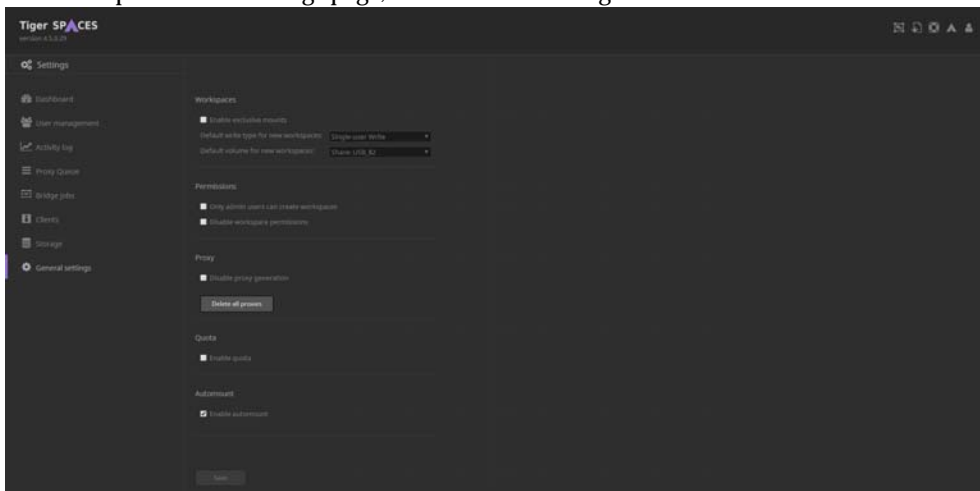 Tiger SPACES
version 4.5.0.29
Settings
Dashboard
User management
Activity log
Proxy Queue
Bridge jobs
Clients
Storage
General settings
Workspaces
Enable exclusive mounts
Default write type for new workspaces: Single-user Write
Default volume for new workspaces: Share: USB_82
Permissions
Only admin users can create workspaces
Disable workspace permissions
Proxy
Disable proxy generation
Delete all proxies
Quota
Enable quota
Automount
Enable automount
Save